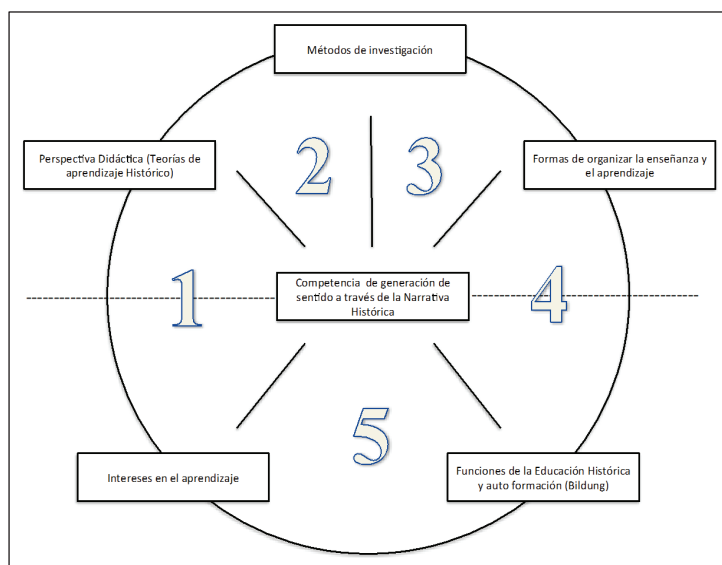 Métodos de investigación
Perspectiva Didáctica (Teorías de
aprendizaje Histórico)
2
3
Formas de organizar la enseñanza y
el aprendizaje
1
Competencia de generación de
sentido a través de la Narrativa
Histórica
4
5
Intereses en el aprendizaje
Funciones de la Educación Histórica
y auto formación (Bildung)